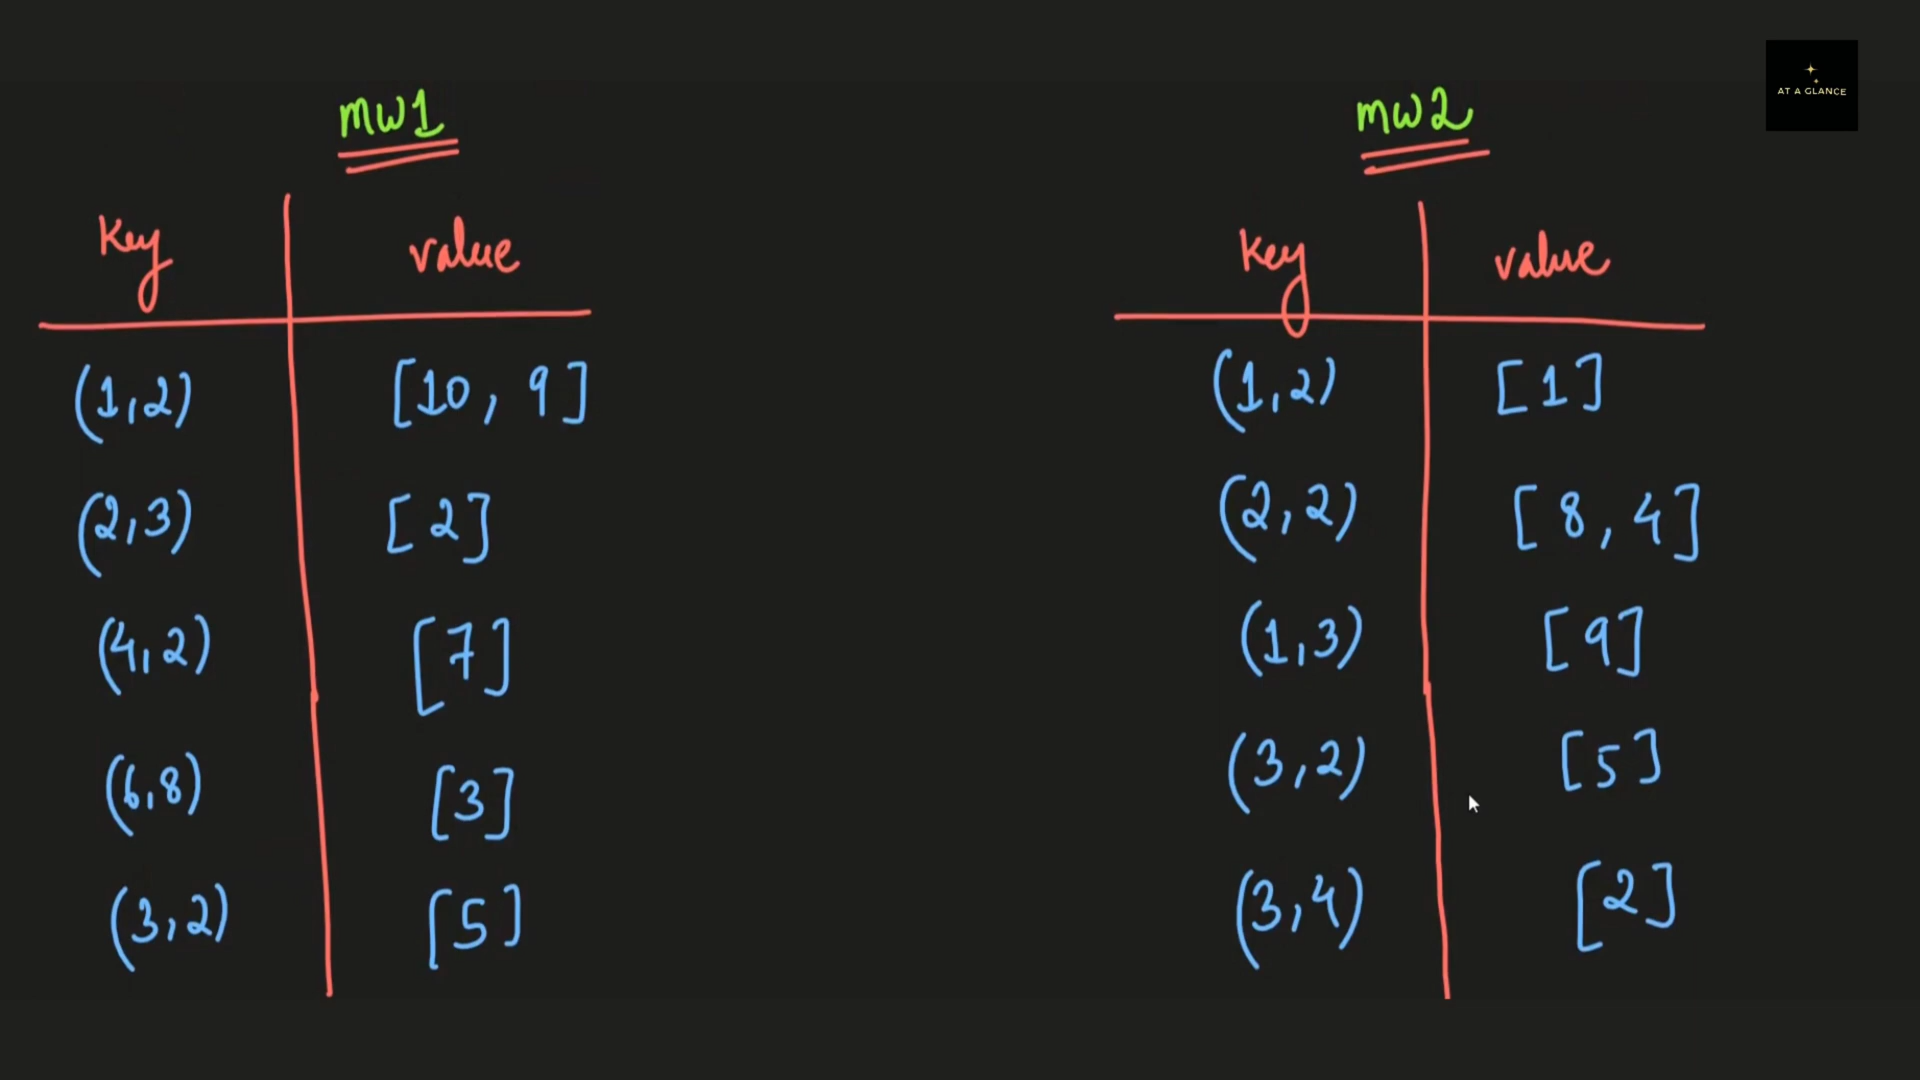 mw1
Key value
(1,2) [10, 9]
(2,3) [2]
(4,2) [7]
(6,8) [3]
(3,2) [5]
mw2
Key value
(1,2) [1]
(2,2) [8,4]
(1,3) [9]
(3,2) [5]
(3,4) [2]
AT A GLANCE